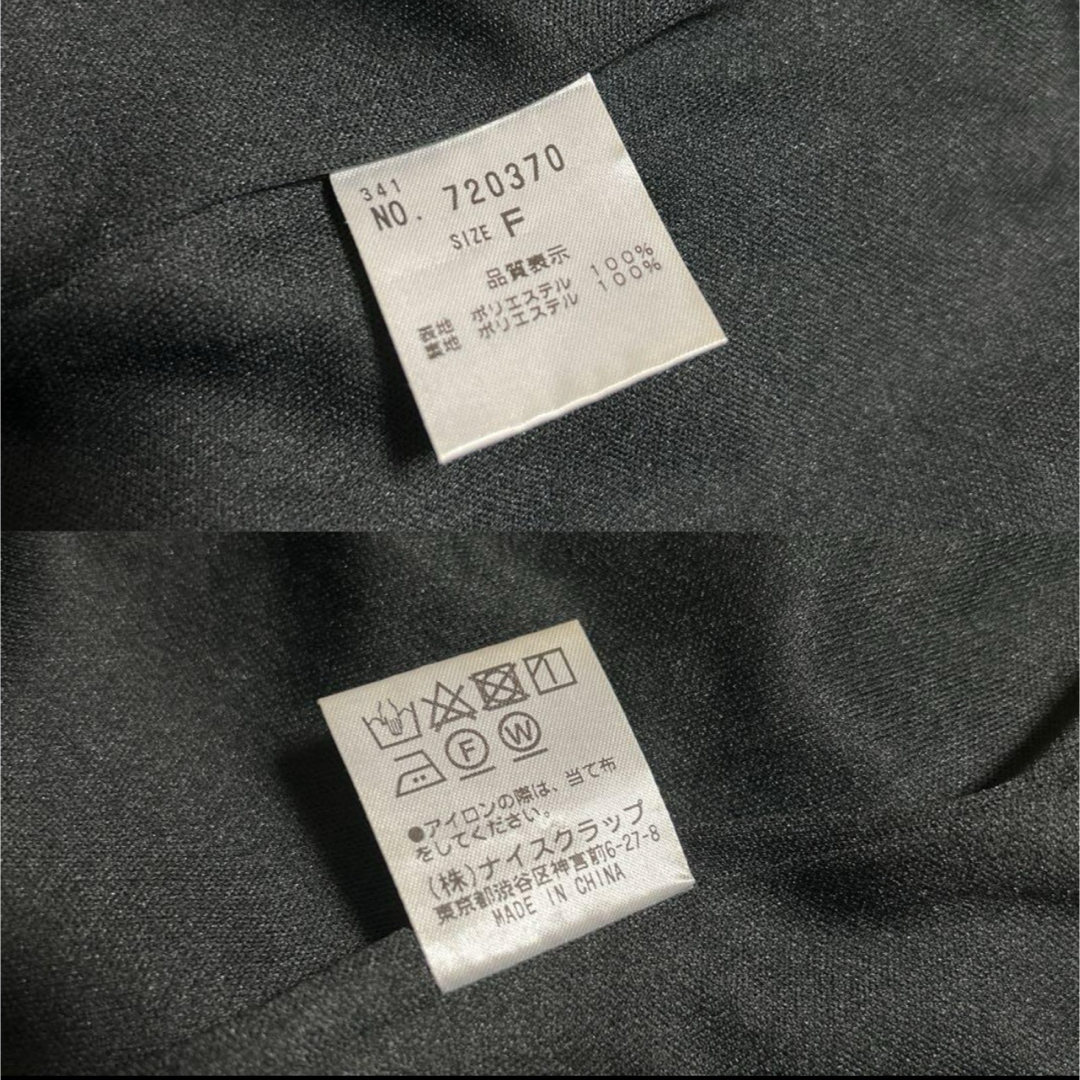 341
NO. 720370
SIZE F
品質表示
表地 ポリエステル 100%
裏地 ポリエステル 100%
F W
●アイロンの際は、当て布
をしてください。
(株)ナイスクラップ
東京都渋谷区神宮前6-27-8
MADE IN CHINA